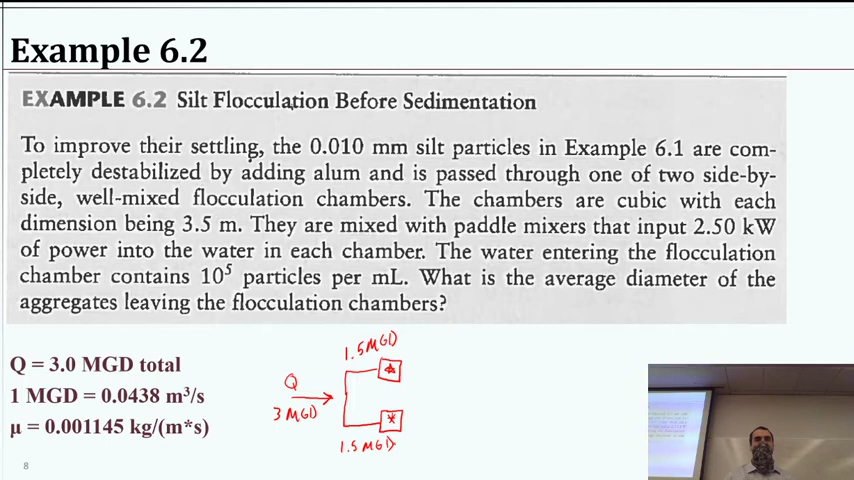 Example 6.2
EXAMPLE 6.2 Silt Flocculation Before Sedimentation
To improve their settling, the 0.010 mm silt particles in Example 6.1 are com-
pletely destabilized by adding alum and is passed through one of two side-by-
side, well-mixed flocculation chambers. The chambers are cubic with each
dimension being 3.5 m. They are mixed with paddle mixers that input 2.50 kW
of power into the water in each chamber. The water entering the flocculation
chamber contains 10⁵ particles per mL. What is the average diameter of the
aggregates leaving the flocculation chambers?
1.5 MGD
Q = 3.0 MGD total
Q
1 MGD = 0.0438 m³/s
3 MGD
μ = 0.001145 kg/(m*s)
1.5 MGD
8